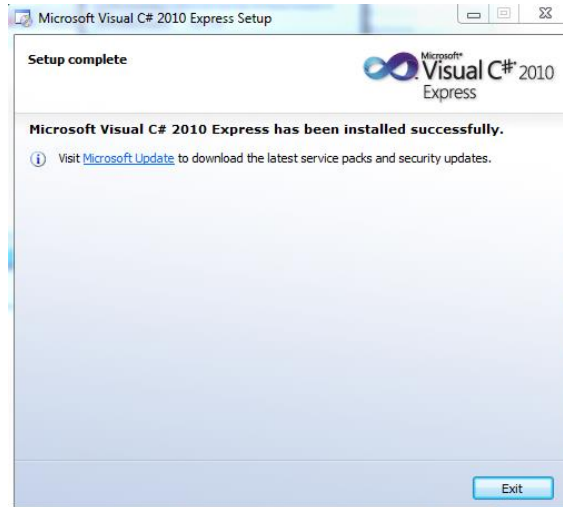 Microsoft Visual C# 2010 Express Setup
Setup complete
Microsoft®
Visual C#® 2010
Express
Microsoft Visual C# 2010 Express has been installed successfully.
Visit Microsoft Update to download the latest service packs and security updates.
Exit